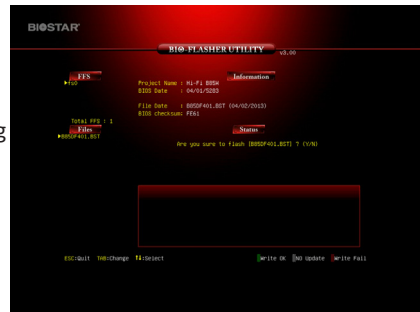 g
BIOSTAR
BIO-FLASHER UTILITY v3.00
FFS
▸fs0
Information
Project Name : Hi-Fi B85W
BIOS Date : 04/01/5203
File Date : B85DF401.BST (04/02/2013)
BIOS checksum: FE61
Total FFS : 1
Files
▸B85DF401.BST
Status
Are you sure to flash [B85DF401.BST] ? (Y/N)
ESC:Quit TAB:Change ↑↓:Select Write OK NO Update Write Fail